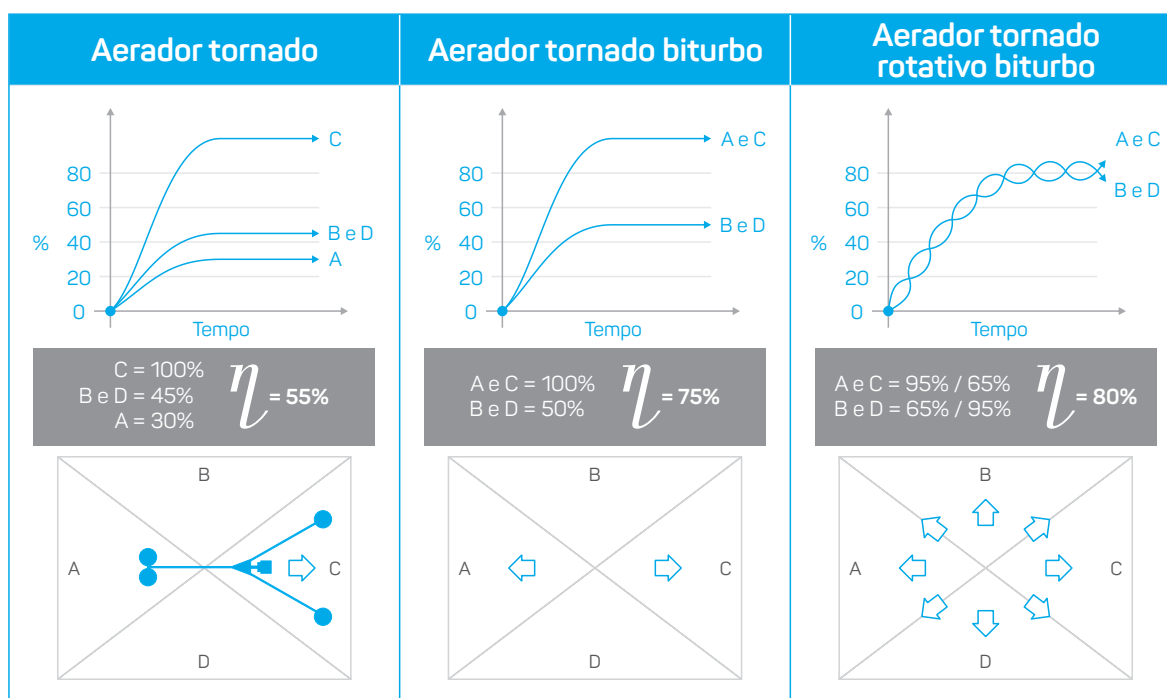 Aerador tornado
C
80
60
B e D
%
40
A
20
0
Tempo
C = 100%
B e D = 45%
A = 30%
η = 55%
B
A
C
D
Aerador tornado biturbo
A e C
80
60
B e D
%
40
20
0
Tempo
A e C = 100%
B e D = 50%
η = 75%
B
A
C
D
Aerador tornado
rotativo biturbo
A e C
80
B e D
60
%
40
20
0
Tempo
A e C = 95% / 65%
B e D = 65% / 95%
η = 80%
B
A
C
D